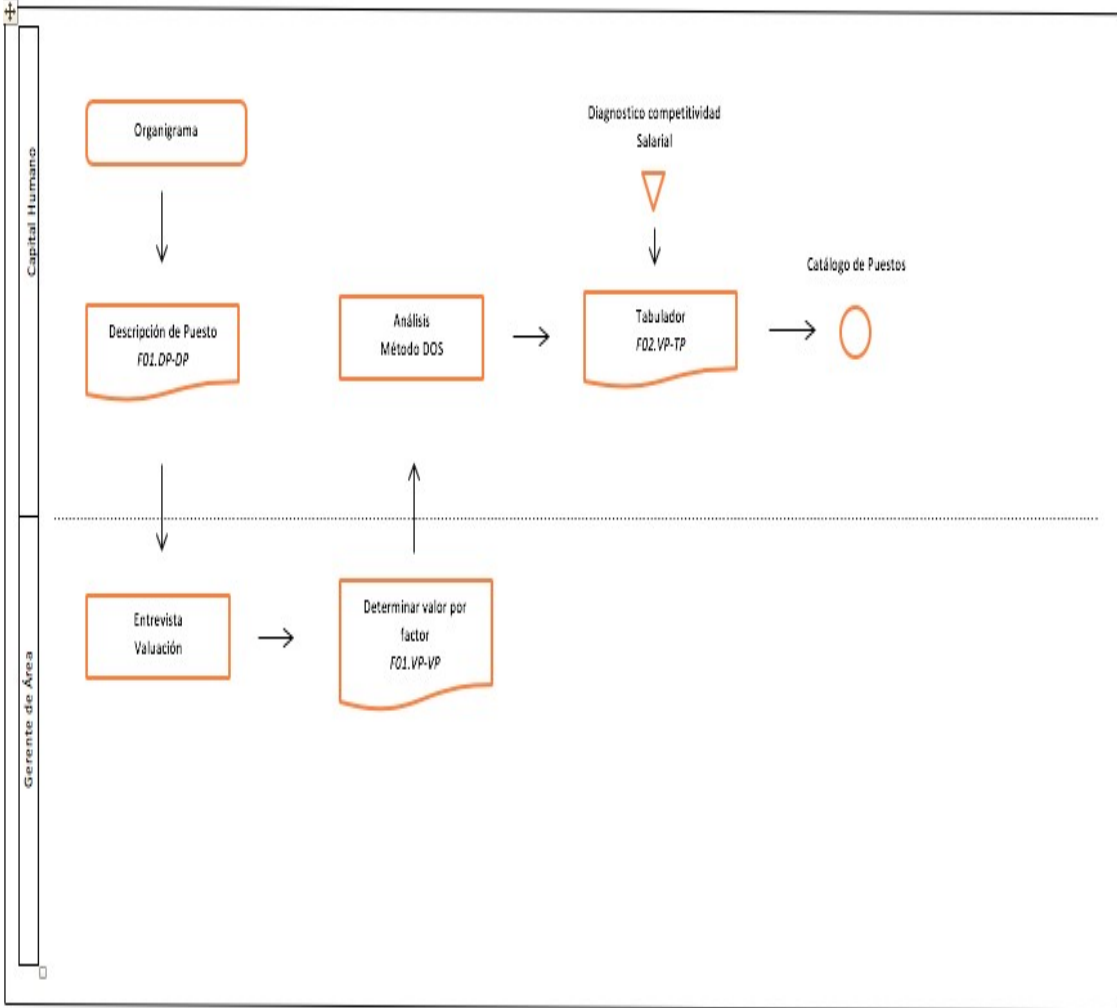 Capital Humano
Organigrama
Descripción de Puesto
F01.DP-DP
Análisis
Método DOS
Diagnostico competitividad
Salarial
Tabulador
F02.VP-TP
Catálogo de Puestos
Gerente de Área
Entrevista
Valuación
Determinar valor por
factor
F01.VP-VP